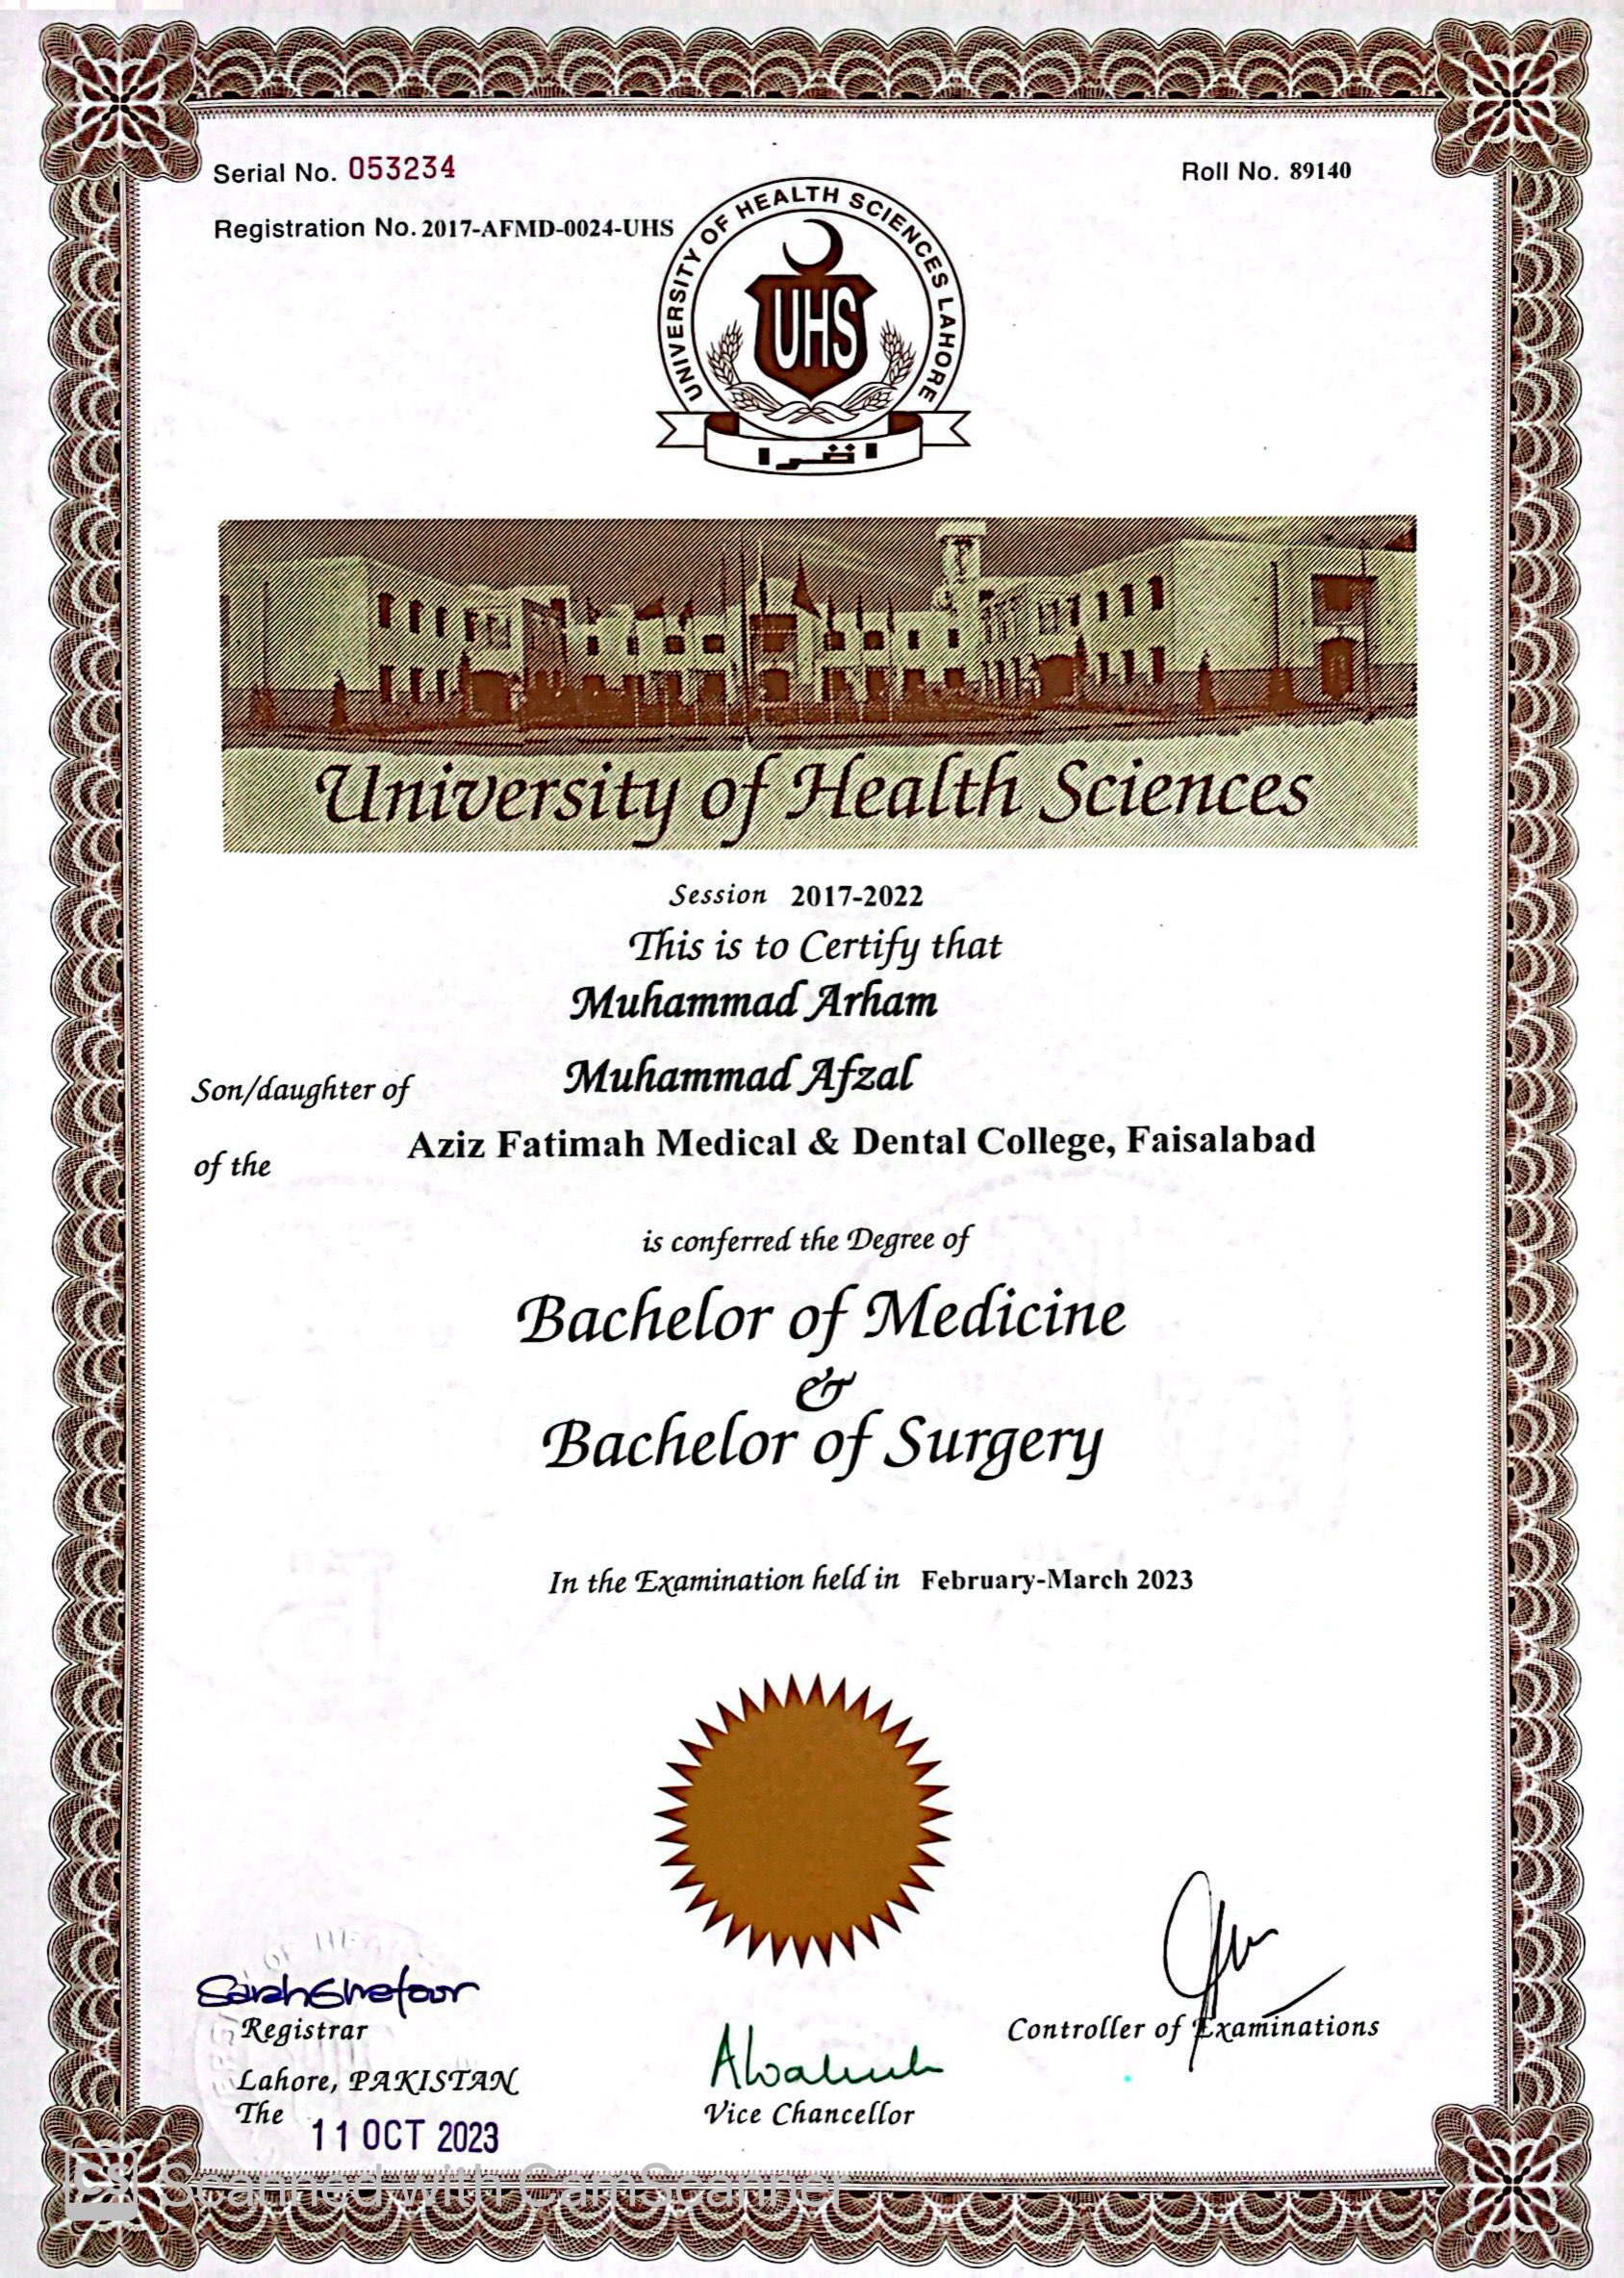 Serial No. 053234
Roll No. 89140
Registration No. 2017-AFMD-0024-UHS
UNIVERSITY OF HEALTH SCIENCES LAHORE
UHS
اقرا
University of Health Sciences
Session 2017-2022
This is to Certify that
Muhammad Arham
Son/daughter of Muhammad Afzal
of the Aziz Fatimah Medical & Dental College, Faisalabad
is conferred the Degree of
Bachelor of Medicine
&
Bachelor of Surgery
In the Examination held in February-March 2023
Sarah Ghafoor
Registrar
Controller of Examinations
Lahore, PAKISTAN
The 11 OCT 2023
Vice Chancellor
CS Scanned with CamScanner